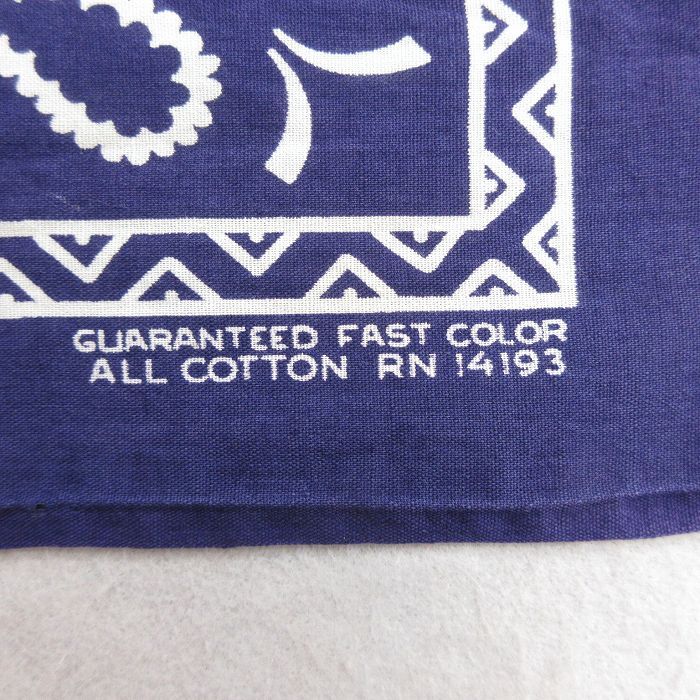 GUARANTEED FAST COLOR
ALL COTTON RN 14193